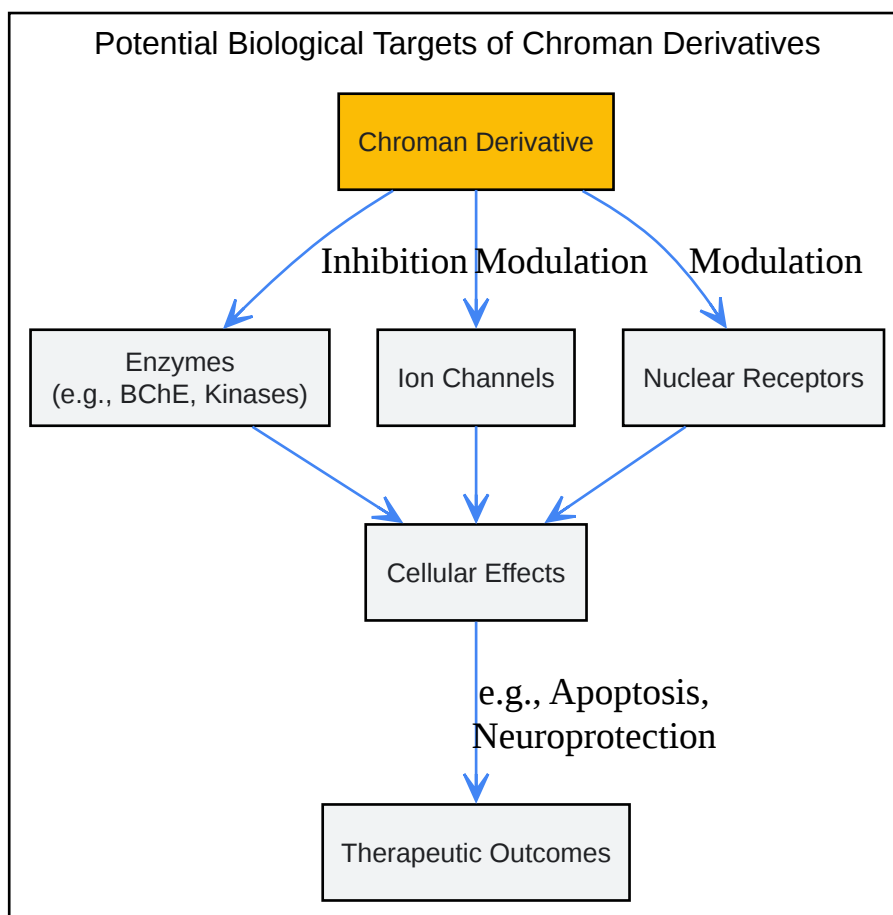 Potential Biological Targets of Chroman Derivatives
Chroman Derivative
Inhibition
Modulation
Modulation
Enzymes
(e.g., BChE, Kinases)
Ion Channels
Nuclear Receptors
Cellular Effects
e.g., Apoptosis,
Neuroprotection
Therapeutic Outcomes